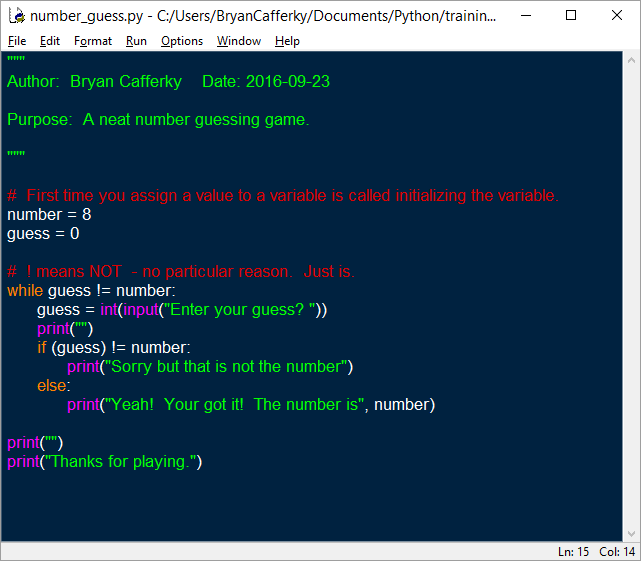 number_guess.py - C:/Users/BryanCafferky/Documents/Python/trainin...
File Edit Format Run Options Window Help
"""
Author:  Bryan Cafferky    Date: 2016-09-23
Purpose:  A neat number guessing game.
"""
#  First time you assign a value to a variable is called initializing the variable.
number = 8
guess = 0
#  ! means NOT  - no particular reason.  Just is.
while guess != number:
      guess = int(input("Enter your guess? "))
      print("")
      if (guess) != number:
            print("Sorry but that is not the number")
      else:
            print("Yeah!  Your got it!  The number is", number)
print("")
print("Thanks for playing.")
Ln: 15 Col: 14